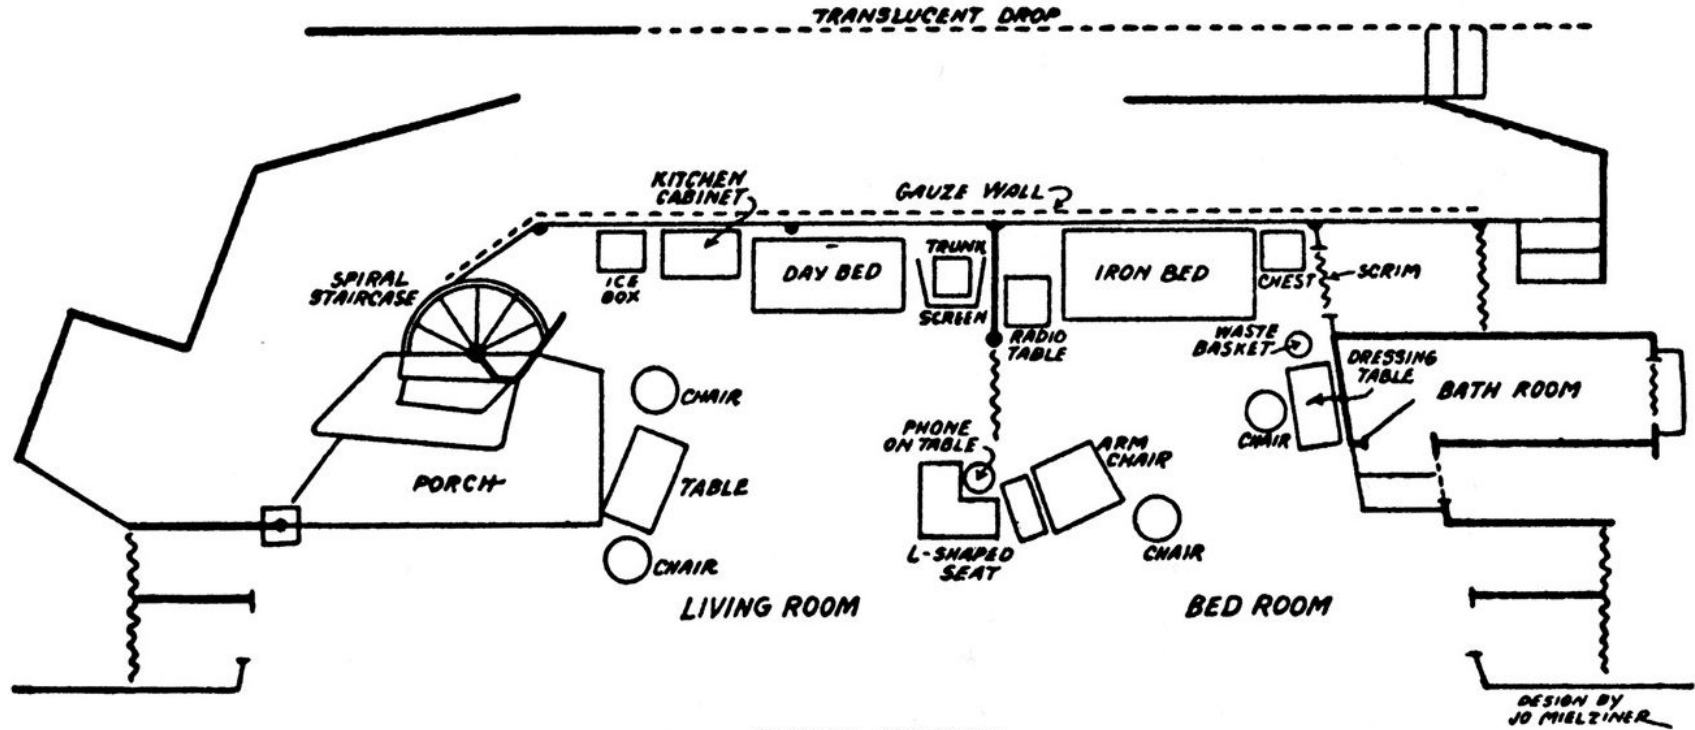 TRANSLUCENT DROP
KITCHEN
CABINET
GAUZE WALL
SPIRAL
STAIRCASE
ICE
BOX
DAY BED
TRUNK
SCREEN
RADIO
TABLE
IRON BED
CHEST
SCRIM
WASTE
BASKET
DRESSING
TABLE
BATH ROOM
CHAIR
PHONE
ON TABLE
ARM
CHAIR
CHAIR
PORCH
TABLE
CHAIR
L-SHAPED
SEAT
CHAIR
LIVING ROOM
BED ROOM
DESIGN BY
JO MIELZINER